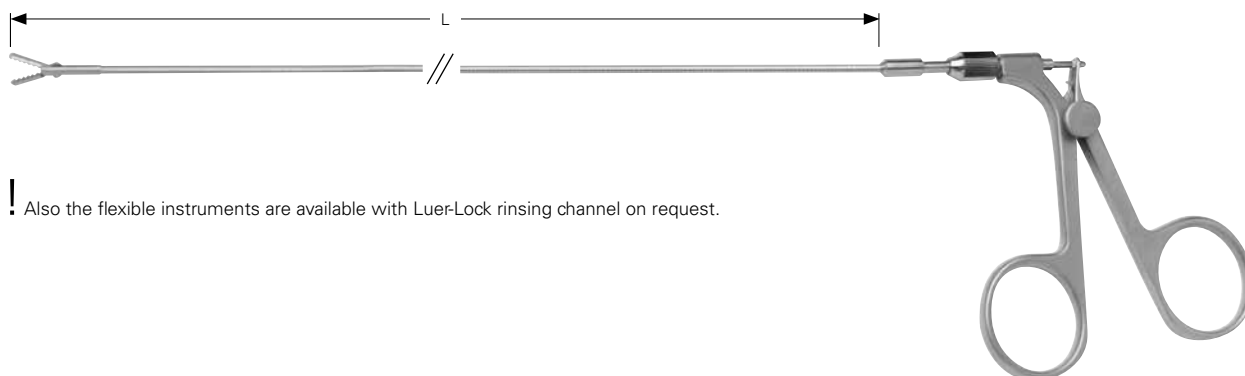 L
! Also the flexible instruments are available with Luer-Lock rinsing channel on request.